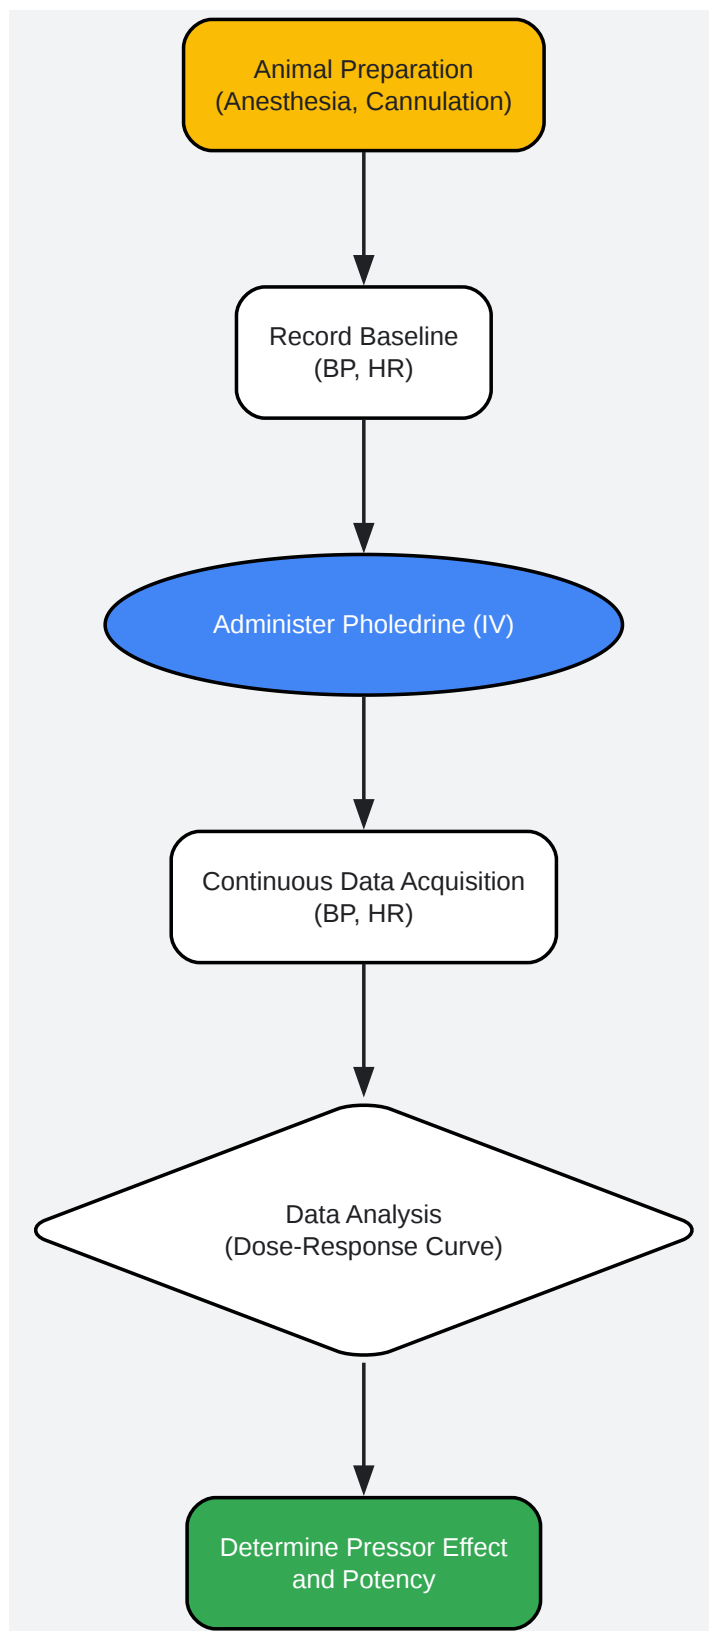 Animal Preparation
(Anesthesia, Cannulation)
Record Baseline
(BP, HR)
Administer Pholedrine (IV)
Continuous Data Acquisition
(BP, HR)
Data Analysis
(Dose-Response Curve)
Determine Pressor Effect
and Potency